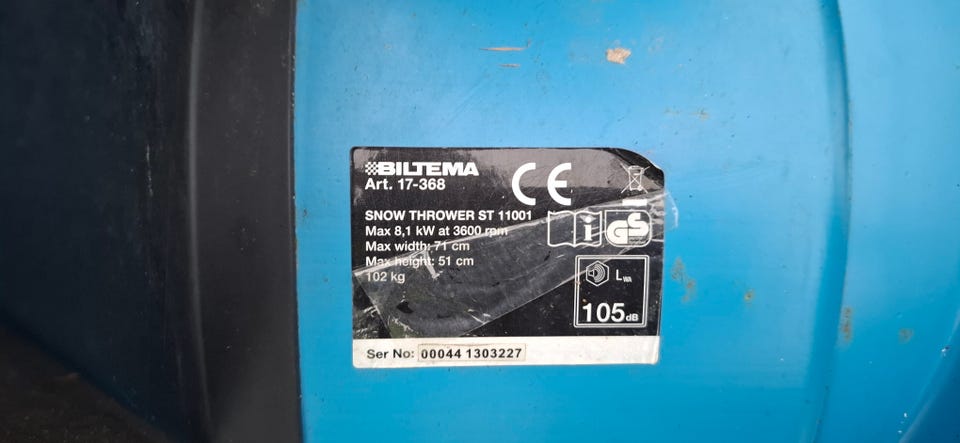 BILTEMA
Art. 17-368
CE
SNOW THROWER ST 11001
Max 8,1 kW at 3600 rpm
Max width: 71 cm
Max height: 51 cm
102 kg
i
GS
LWA
105dB
Ser No: 00044 1303227